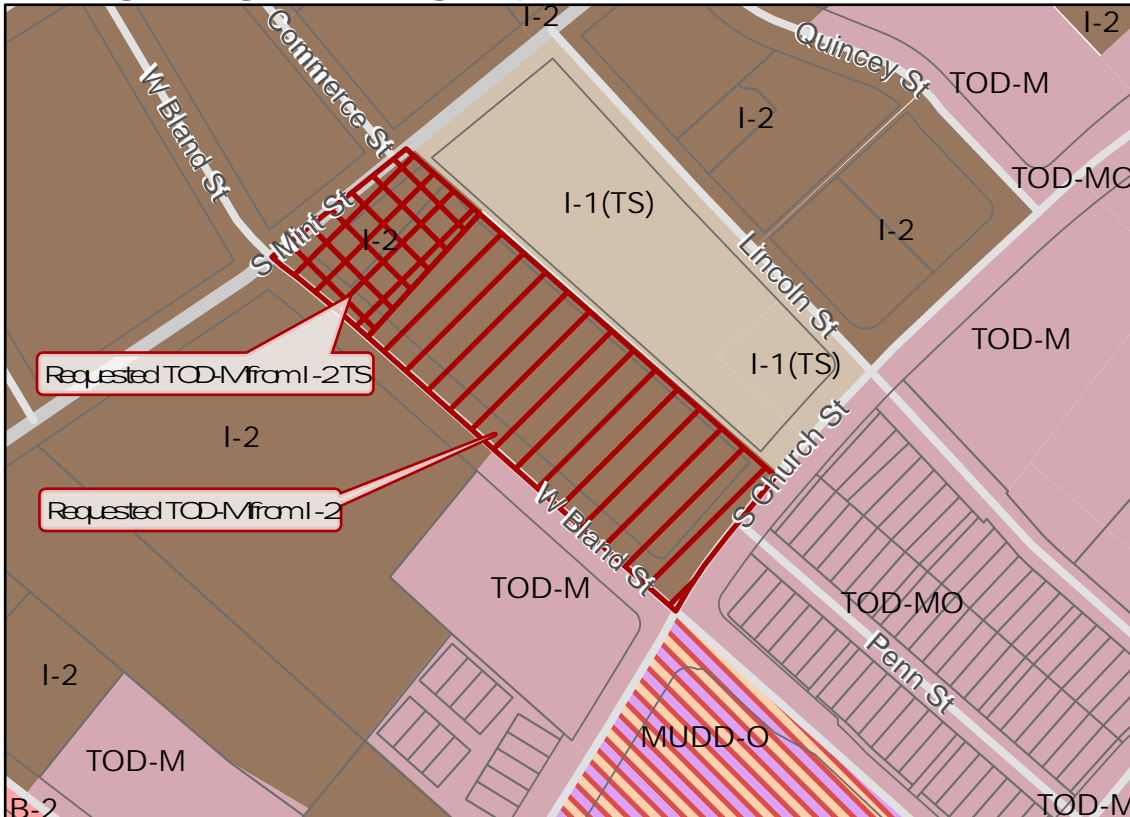 I-2
I-2
Commerce St
Quincey St
TOD-M
W Bland St
I-2
TOD-MO
I-1(TS)
S Mint St
I-2
I-2
Lincoln St
TOD-M
Requested TOD-M from I-2TS
I-1(TS)
I-2
S Church St
Requested TOD-M from I-2
W Bland St
TOD-M
TOD-MO
Penn St
I-2
MUDD-O
TOD-M
B-2
TOD-M